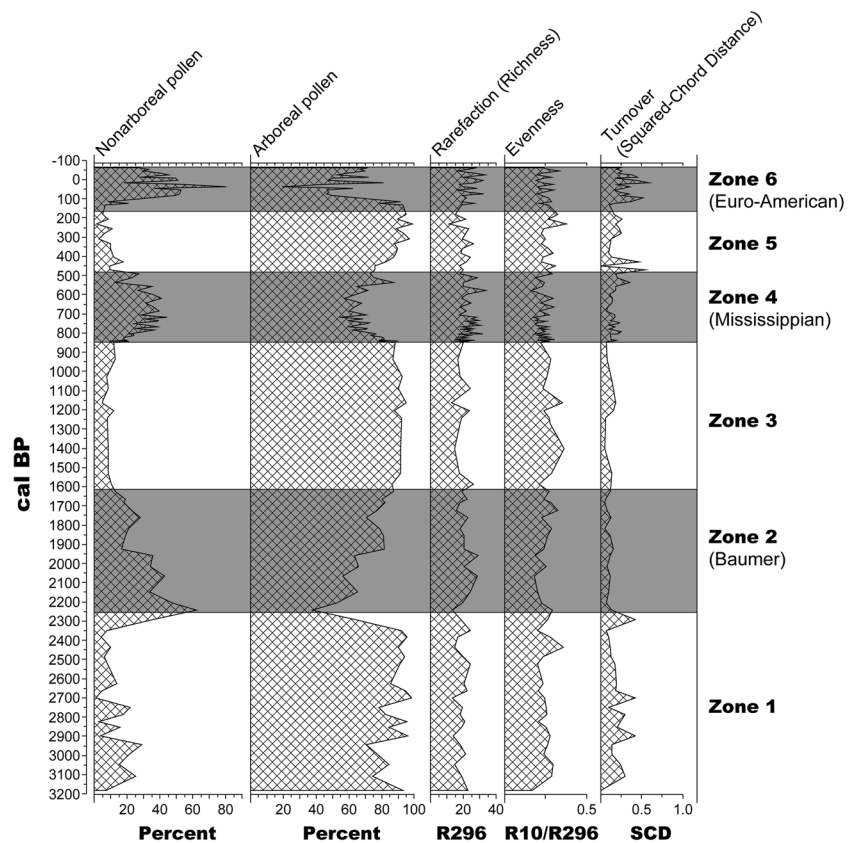 Nonarboreal pollen
Arboreal pollen
Rarefaction (Richness)
Evenness
Turnover
(Squared-Chord Distance)
-100
0
100
200
300
400
500
600
700
800
900
1000
1100
1200
1300
1400
1500
1600
1700
1800
1900
2000
2100
2200
2300
2400
2500
2600
2700
2800
2900
3000
3100
3200
cal BP
Zone 6
(Euro-American)
Zone 5
Zone 4
(Mississippian)
Zone 3
Zone 2
(Baumer)
Zone 1
20 40 60 80
20 40 60 80 100
20 40
0.5
0.5 1.0
Percent
Percent
R296
R10/R296
SCD